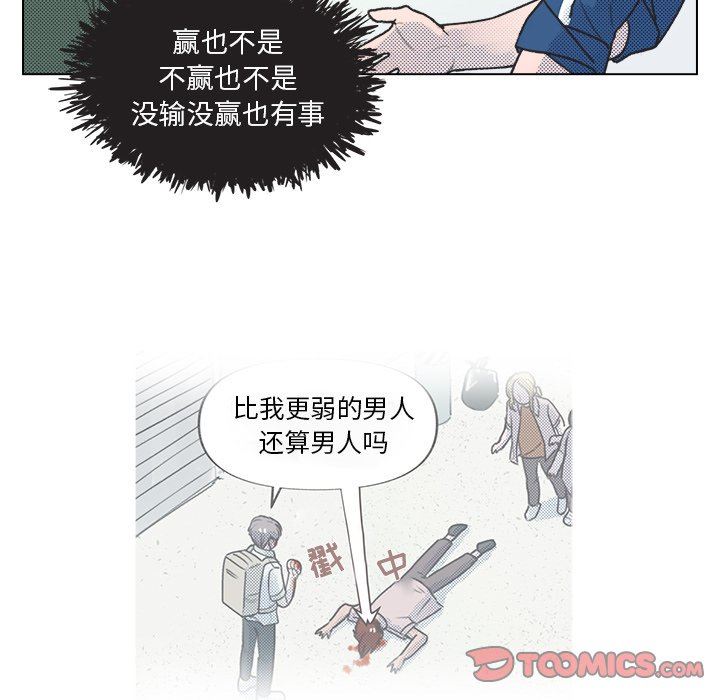 赢也不是
不赢也不是
没输没赢也有事
比我更弱的男人
还算男人吗
戳中
TOOMICS.COM